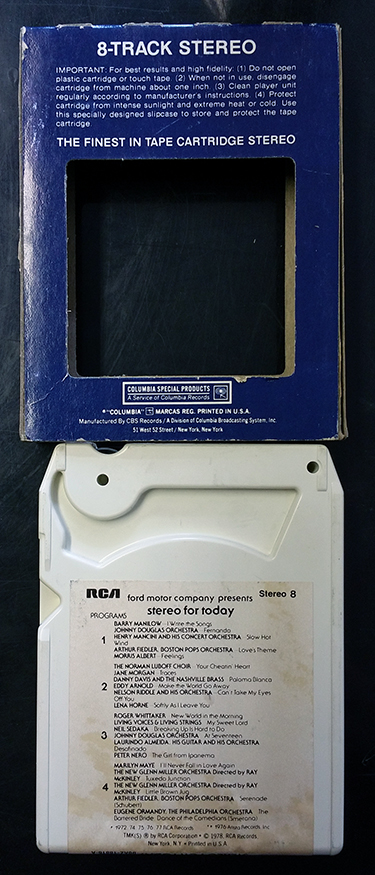 8-TRACK STEREO
IMPORTANT: For best results and high fidelity: (1) Do not open
plastic cartridge or touch tape. (2) When not in use, disengage
cartridge from machine about one inch. (3) Clean player unit
regularly according to manufacturer's instructions. (4) Protect
cartridge from intense sunlight and extreme heat or cold. Use
this specially designed slipcase to store and protect the tape
cartridge.
THE FINEST IN TAPE CARTRIDGE STEREO
COLUMBIA SPECIAL PRODUCTS
A Service of Columbia Records
® "COLUMBIA" MARCAS REG. PRINTED IN U.S.A.
Manufactured By CBS Records / A Division of Columbia Broadcasting System, Inc.
51 West 52 Street / New York, New York
RCA ford motor company presents Stereo 8
stereo for today
PROGRAMS
BARRY MANILOW · I Write the Songs
JOHNNY DOUGLAS ORCHESTRA · Fernando
1 HENRY MANCINI AND HIS CONCERT ORCHESTRA · Slow Hot
Wind
ARTHUR FIEDLER, BOSTON POPS ORCHESTRA · Love's Theme
MORRIS ALBERT · Feelings
THE NORMAN LUBOFF CHOIR · Your Cheatin' Heart
JANE MORGAN · Traces
DANNY DAVIS AND THE NASHVILLE BRASS · Paloma Blanca
2 EDDY ARNOLD · Make the World Go Away
NELSON RIDDLE AND HIS ORCHESTRA · Can't Take My Eyes
Off You
LENA HORNE · Softly As I Leave You
ROGER WHITTAKER · New World in the Morning
LIVING VOICES & LIVING STRINGS · My Sweet Lord
NEIL SEDAKA · Breaking Up Is Hard to Do
3 JOHNNY DOUGLAS ORCHESTRA · At Seventeen
LAURINDO ALMEIDA HIS GUITAR AND HIS ORCHESTRA
Desafinado
PETER NERO · The Girl from Ipanema
MARILYN MAYE · I'll Never Fall in Love Again
THE NEW GLENN MILLER ORCHESTRA Directed by RAY
McKINLEY · Tuxedo Junction
THE NEW GLENN MILLER ORCHESTRA Directed by RAY
4 McKINLEY · Little Brown Jug
ARTHUR FIEDLER, BOSTON POPS ORCHESTRA · Serenade
(Schubert)
EUGENE ORMANDY, THE PHILADELPHIA ORCHESTRA · The
Bartered Bride: Dance of the Comedians (Smetana)
* 1972, 74, 75, 76, 77 RCA Records ** 1976 Arista Records, Inc.
TMK(S) ® by RCA Corporation · © 1978, RCA Records
New York, N.Y. • Printed in U.S.A.